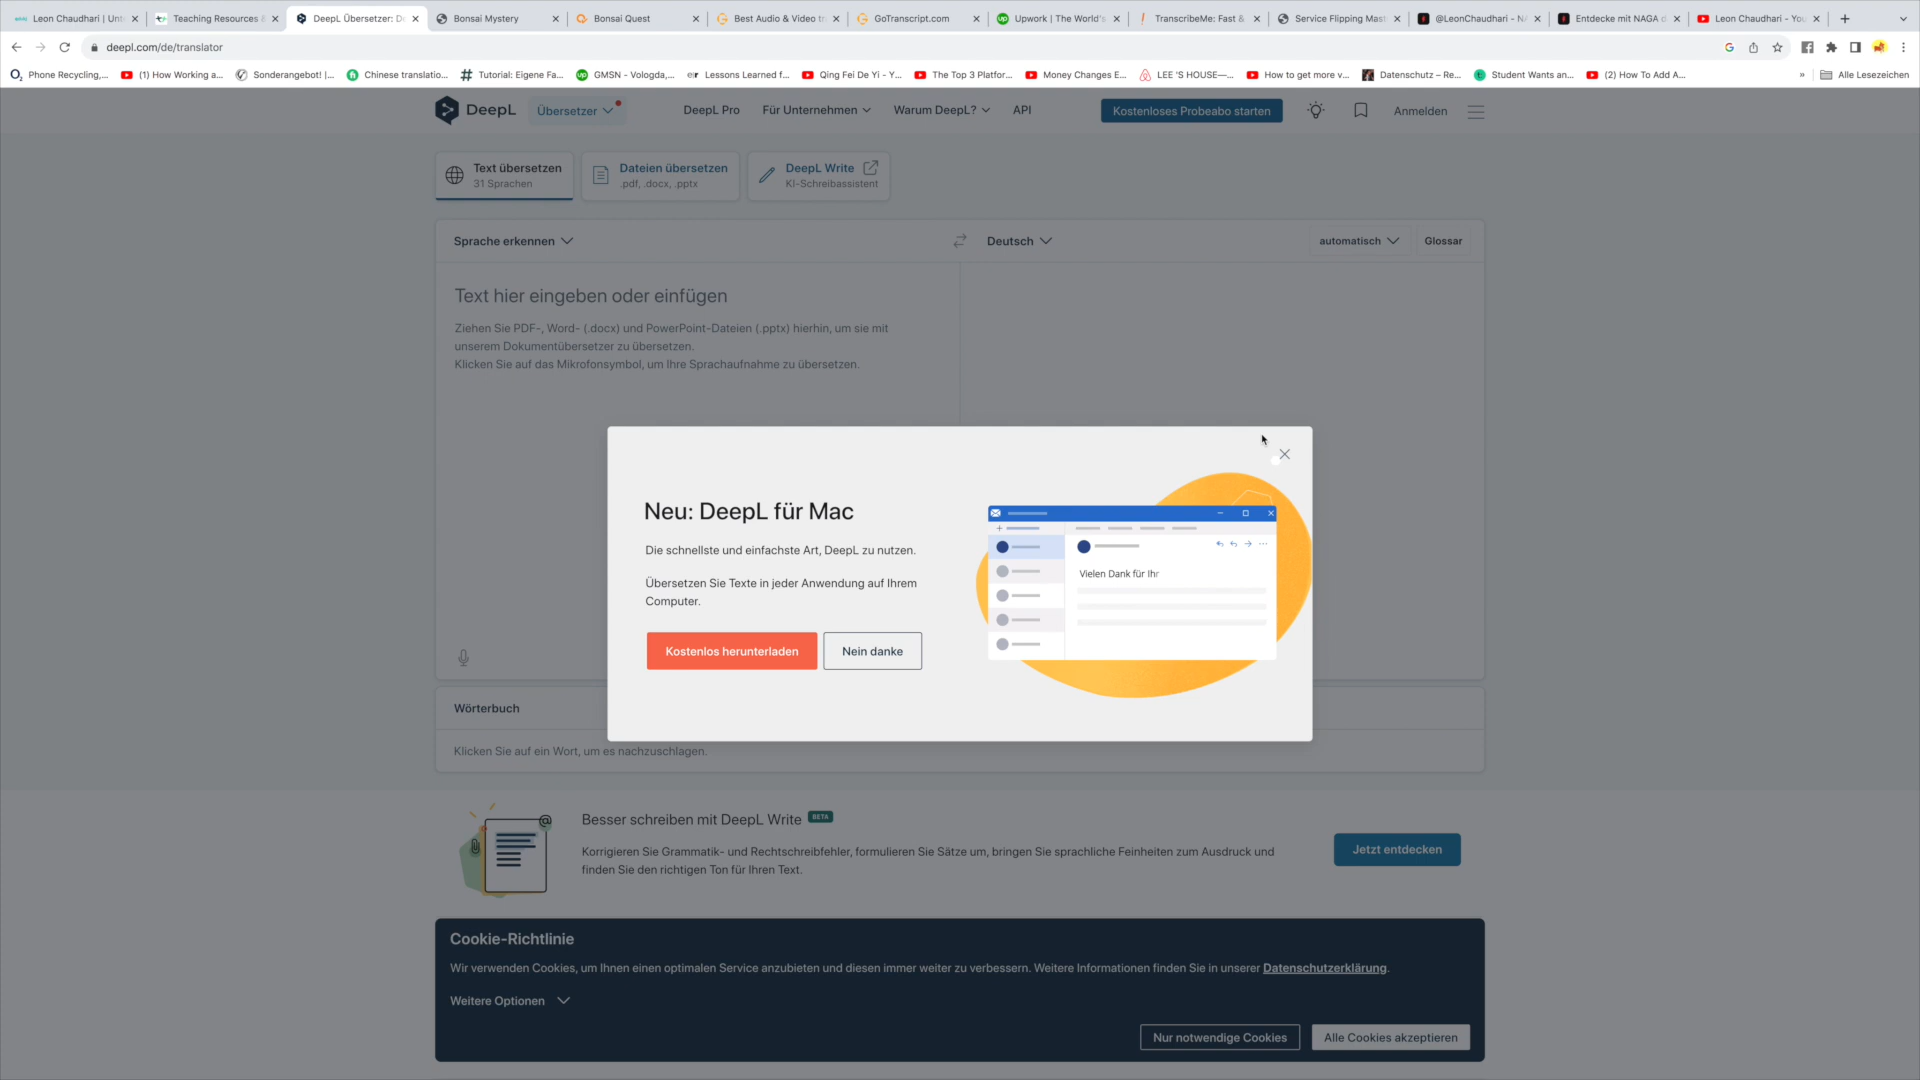 Leon Chaudhari | Unt
Teaching Resources &
DeepL Übersetzer: De
Bonsai Mystery
Bonsai Quest
Best Audio & Video tr
GoTranscript.com
Upwork | The World's
TranscribeMe: Fast &
Service Flipping Mast
@LeonChaudhari - NA
Entdecke mit NAGA d
Leon Chaudhari - You
deepl.com/de/translator
Phone Recycling,...
(1) How Working a...
Sonderangebot! |...
Chinese translatio...
Tutorial: Eigene Fa...
GMSN - Vologda,...
Lessons Learned f...
Qing Fei De Yi - Y...
The Top 3 Platfor...
Money Changes E...
LEE 'S HOUSE—...
How to get more v...
Datenschutz – Re...
Student Wants an...
(2) How To Add A...
»
Alle Lesezeichen
DeepL
Übersetzer
DeepL Pro
Für Unternehmen
Warum DeepL?
API
Kostenloses Probeabo starten
Anmelden
Text übersetzen
31 Sprachen
Dateien übersetzen
.pdf, .docx, .pptx
DeepL Write
KI-Schreibassistent
Sprache erkennen
Deutsch
automatisch
Glossar
Text hier eingeben oder einfügen
Ziehen Sie PDF-, Word- (.docx) und PowerPoint-Dateien (.pptx) hierhin, um sie mit
unserem Dokumentübersetzer zu übersetzen.
Klicken Sie auf das Mikrofonsymbol, um Ihre Sprachaufnahme zu übersetzen.
Neu: DeepL für Mac
Die schnellste und einfachste Art, DeepL zu nutzen.
Übersetzen Sie Texte in jeder Anwendung auf Ihrem
Computer.
Kostenlos herunterladen
Nein danke
Vielen Dank für Ihr
Wörterbuch
Klicken Sie auf ein Wort, um es nachzuschlagen.
Besser schreiben mit DeepL Write BETA
Korrigieren Sie Grammatik- und Rechtschreibfehler, formulieren Sie Sätze um, bringen Sie sprachliche Feinheiten zum Ausdruck und
finden Sie den richtigen Ton für Ihren Text.
Jetzt entdecken
Cookie-Richtlinie
Wir verwenden Cookies, um Ihnen einen optimalen Service anzubieten und diesen immer weiter zu verbessern. Weitere Informationen finden Sie in unserer Datenschutzerklärung.
Weitere Optionen
Nur notwendige Cookies
Alle Cookies akzeptieren